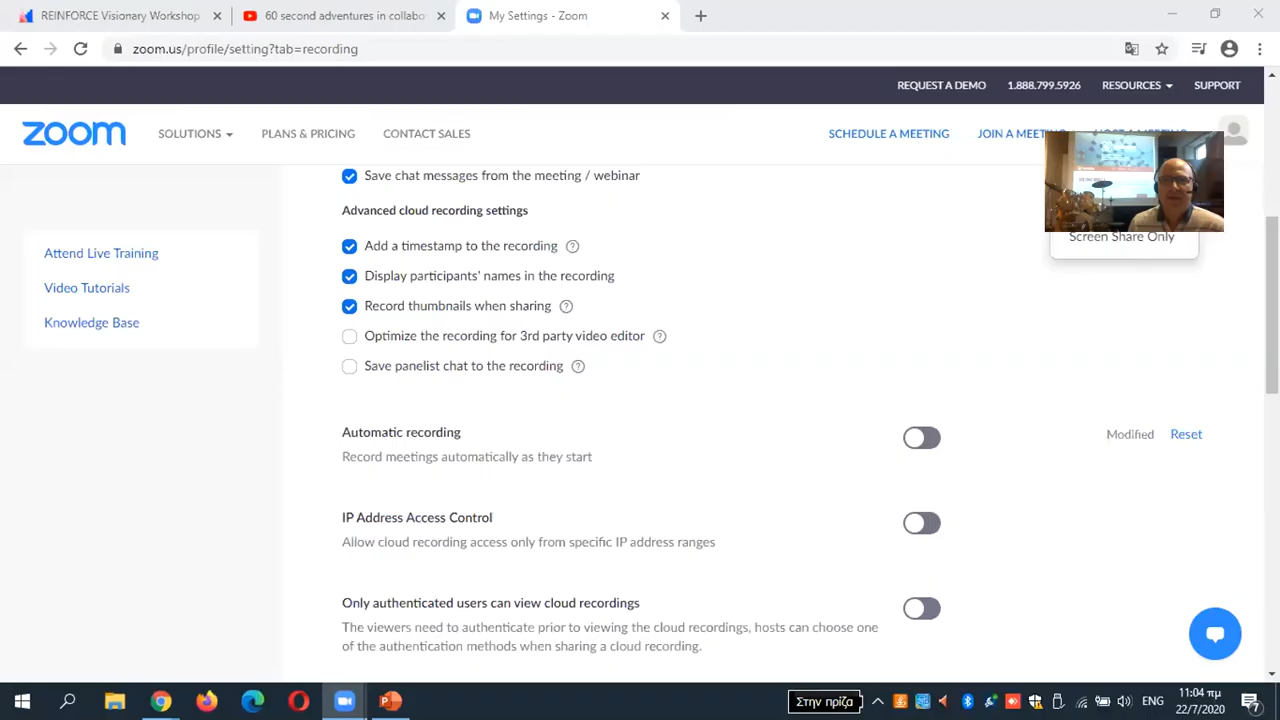 REINFORCE Visionary Workshop
60 second adventures in collabo
My Settings - Zoom
zoom.us/profile/setting?tab=recording
REQUEST A DEMO 1.888.799.5926 RESOURCES SUPPORT
zoom SOLUTIONS PLANS & PRICING CONTACT SALES SCHEDULE A MEETING JOIN A MEETING
Save chat messages from the meeting / webinar
Advanced cloud recording settings
Screen Share Only
Attend Live Training
Video Tutorials
Knowledge Base
Add a timestamp to the recording
Display participants' names in the recording
Record thumbnails when sharing
Optimize the recording for 3rd party video editor
Save panelist chat to the recording
Automatic recording
Modified Reset
Record meetings automatically as they start
IP Address Access Control
Allow cloud recording access only from specific IP address ranges
Only authenticated users can view cloud recordings
The viewers need to authenticate prior to viewing the cloud recordings, hosts can choose one
of the authentication methods when sharing a cloud recording.
Στην πρίζα
ENG
11:04 πμ
22/7/2020
7